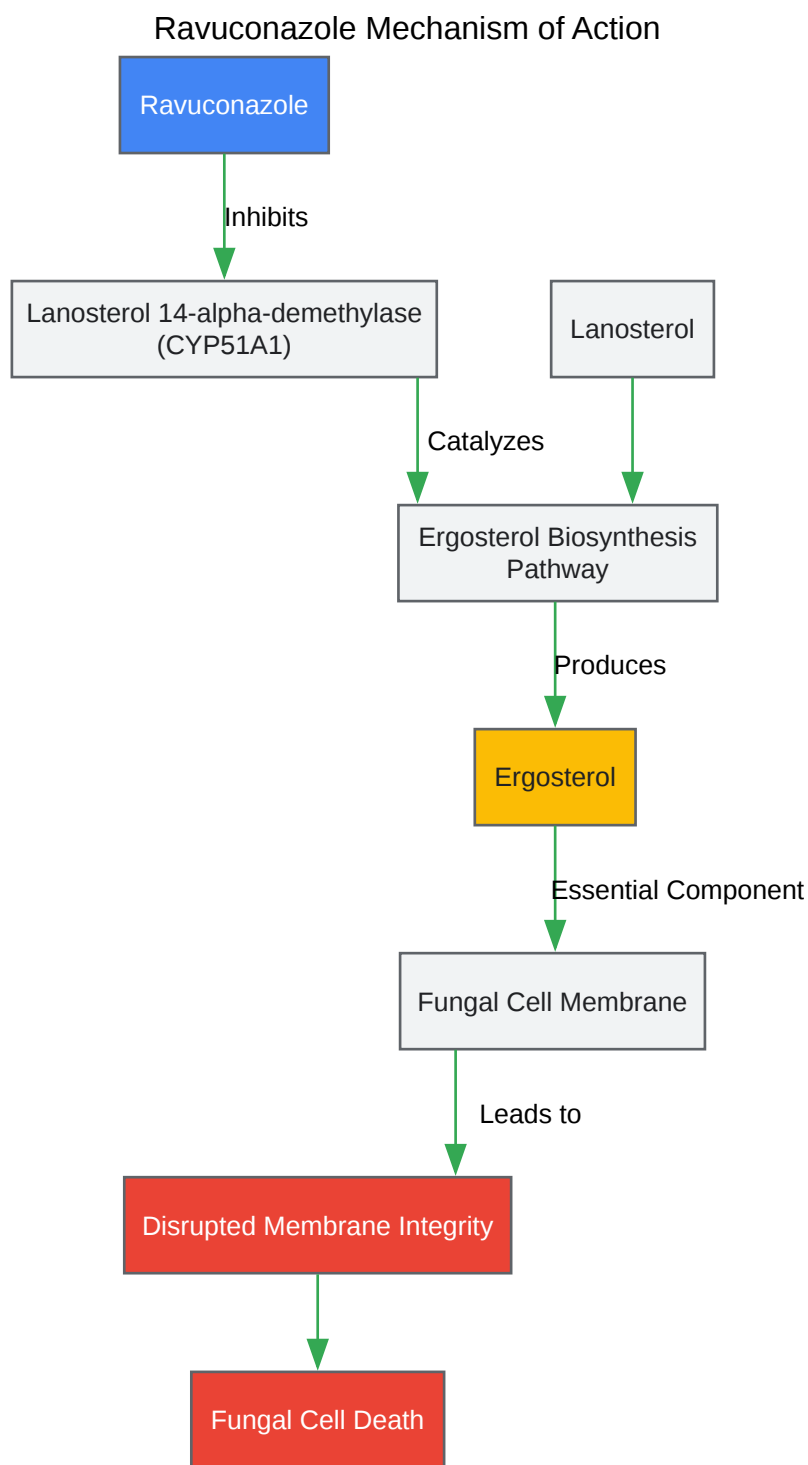 Ravuconazole Mechanism of Action
Ravuconazole
Inhibits
Lanosterol 14-alpha-demethylase
(CYP51A1)
Lanosterol
Catalyzes
Ergosterol Biosynthesis
Pathway
Produces
Ergosterol
Essential Component
Fungal Cell Membrane
Leads to
Disrupted Membrane Integrity
Fungal Cell Death